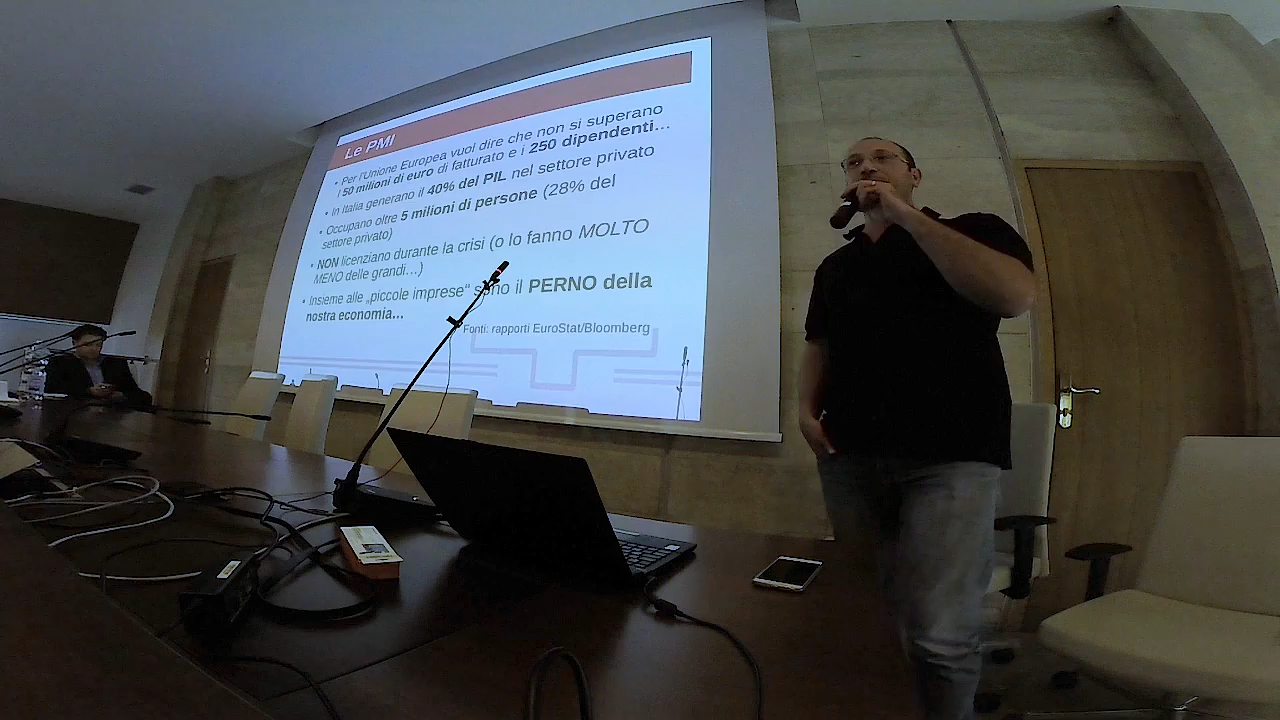 Le PMI
• Per l'Unione Europea vuoi dire che non si superano
i 50 milioni di euro di fatturato e i 250 dipendenti…
• In Italia generano il 40% del PIL nel settore privato
• Occupano oltre 5 milioni di persone (28% del
settore privato)
• NON licenziano durante la crisi (o lo fanno MOLTO
MENO delle grandi…)
• Insieme alle „piccole imprese“ sono il PERNO della
nostra economia…
Fonti: rapporti EuroStat/Bloomberg